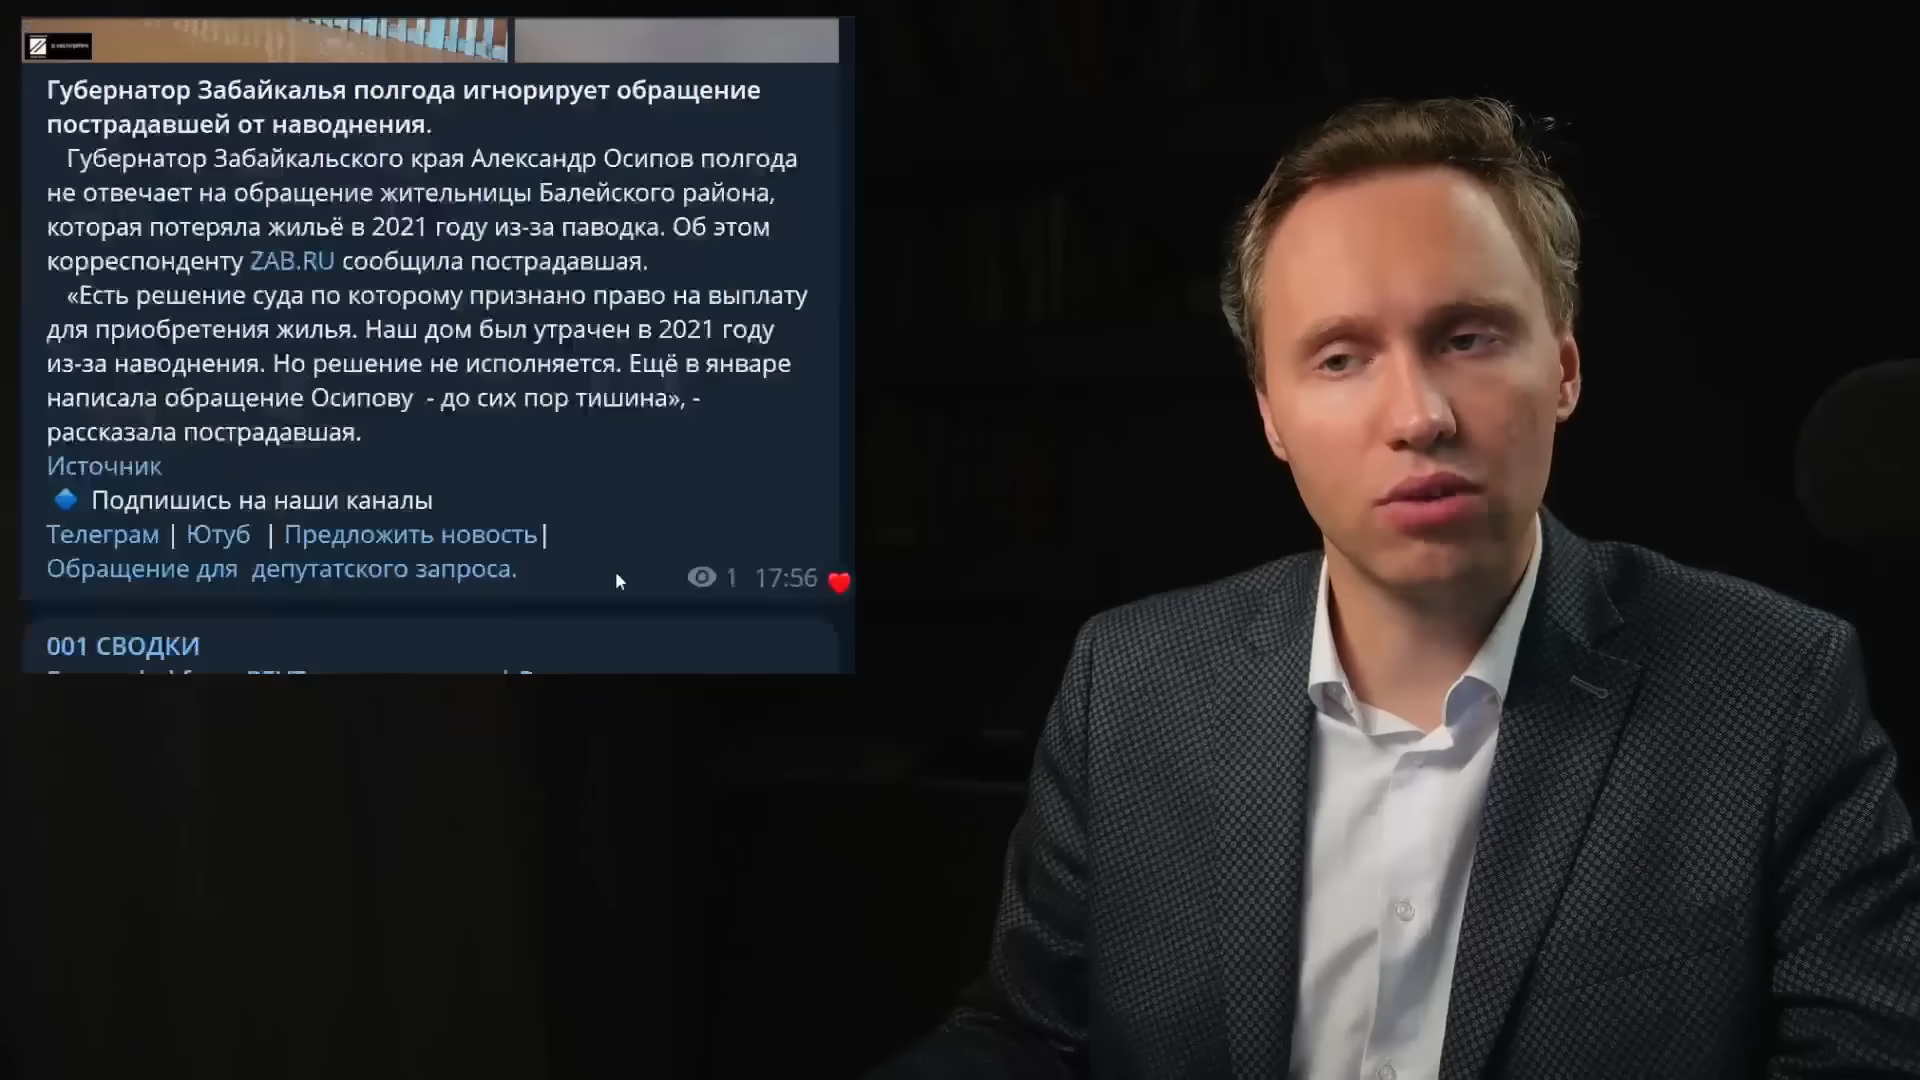 Губернатор Забайкалья полгода игнорирует обращение
пострадавшей от наводнения.
Губернатор Забайкальского края Александр Осипов полгода
не отвечает на обращение жительницы Балейского района,
которая потеряла жильё в 2021 году из-за паводка. Об этом
корреспонденту ZAB.RU сообщила пострадавшая.
«Есть решение суда по которому признано право на выплату
для приобретения жилья. Наш дом был утрачен в 2021 году
из-за наводнения. Но решение не исполняется. Ещё в январе
написала обращение Осипову - до сих пор тишина», -
рассказала пострадавшая.
Источник
Подпишись на наши каналы
Телеграм | Ютуб | Предложить новость|
Обращение для депутатского запроса.
1 17:56
001 СВОДКИ